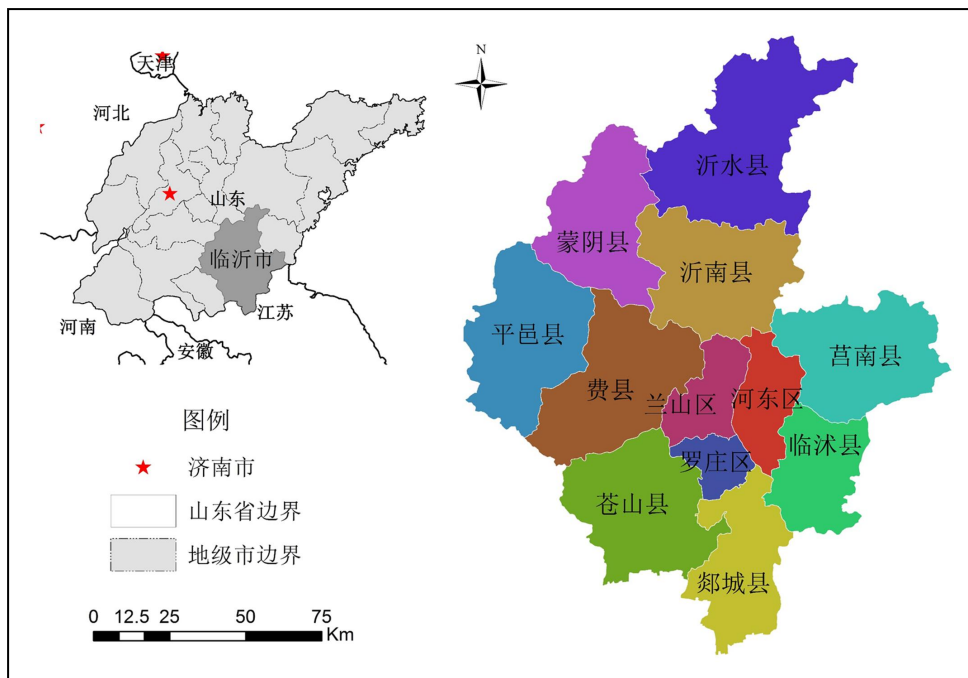 天津
河北
山东
临沂市
河南
江苏
安徽
N
图例
济南市
山东省边界
地级市边界
0 12.5 25 50 75
Km
沂水县
蒙阴县
沂南县
平邑县
莒南县
费县
兰山区
河东区
临沭县
罗庄区
苍山县
郯城县